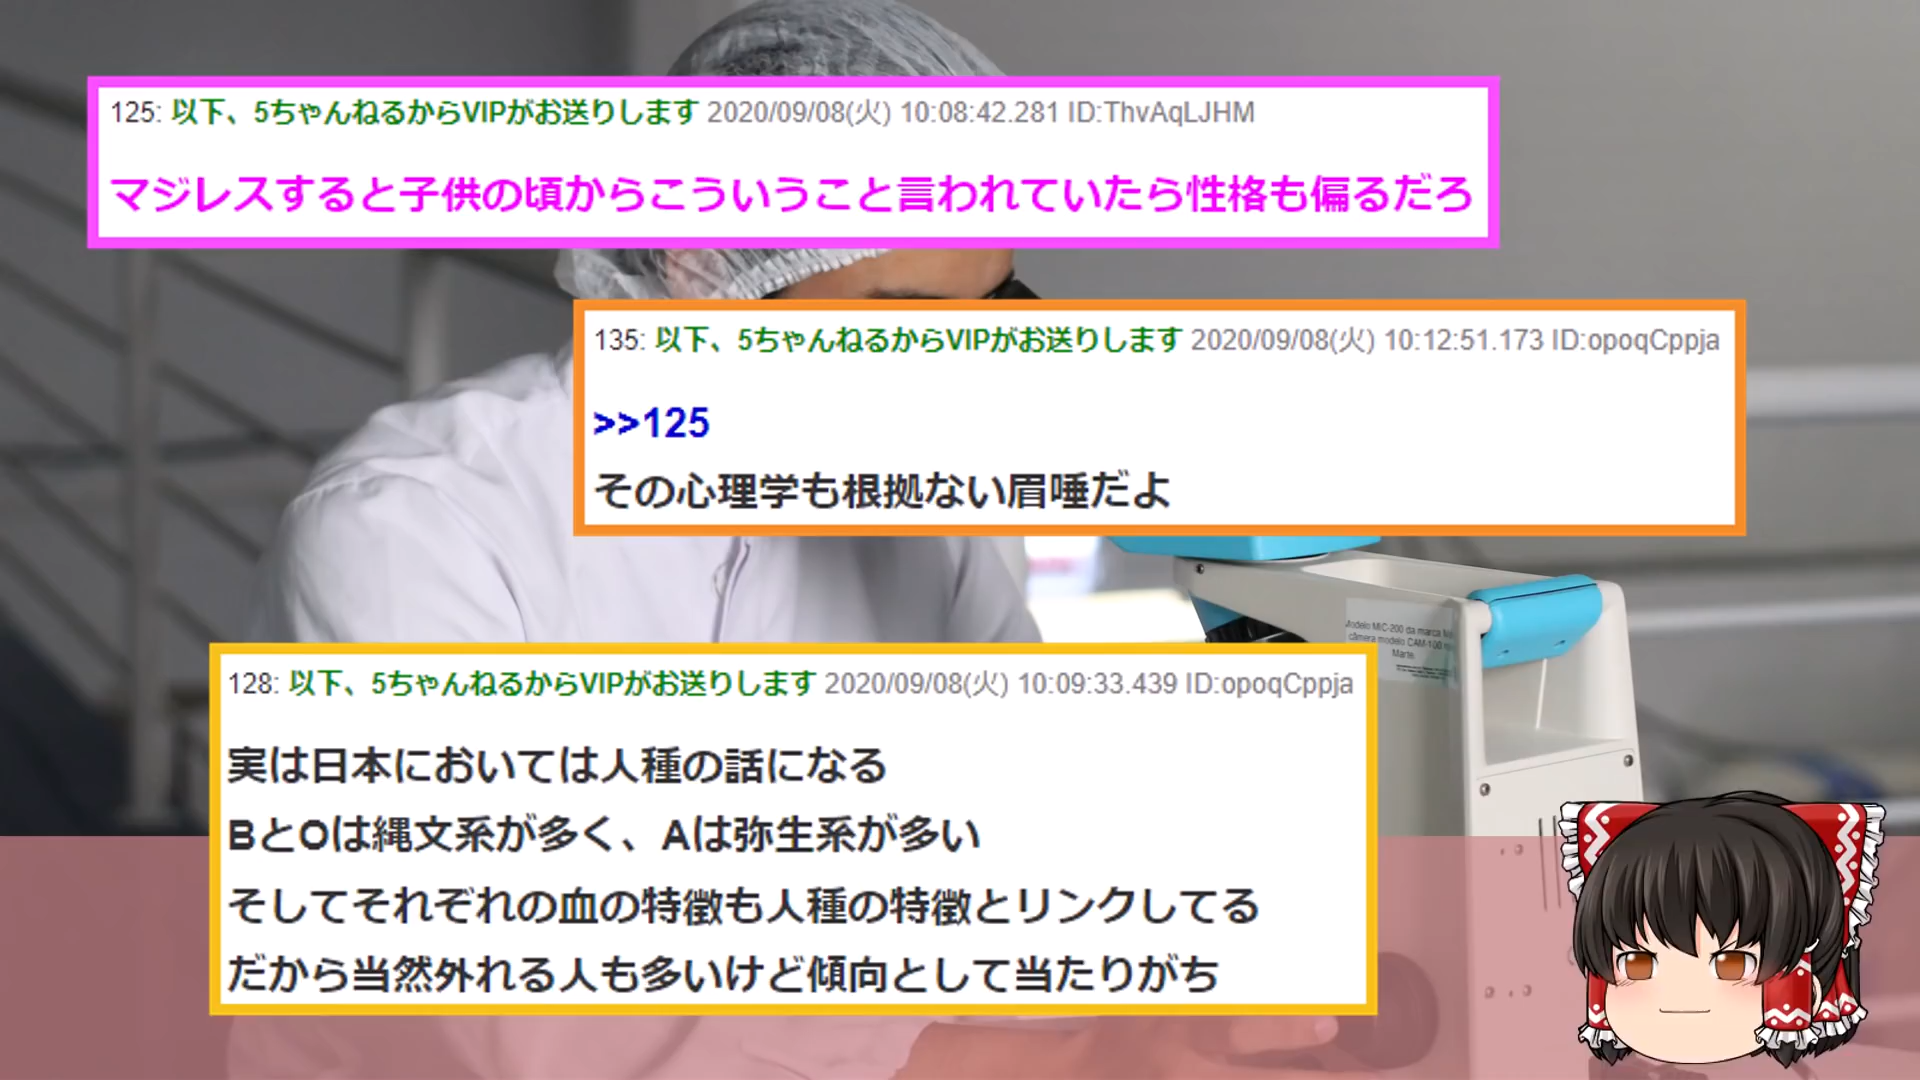 125: 以下、5ちゃんねるからVIPがお送りします 2020/09/08(火) 10:08:42.281 ID:ThvAqLJHM
マジレスすると子供の頃からこういうこと言われていたら性格も偏るだろ
135: 以下、5ちゃんねるからVIPがお送りします 2020/09/08(火) 10:12:51.173 ID:opoqCppja
>>125
その心理学も根拠ない眉唾だよ
Modelo MIC-200 da marca
câmera modelo CAM-100
Marte.
128: 以下、5ちゃんねるからVIPがお送りします 2020/09/08(火) 10:09:33.439 ID:opoqCppja
実は日本においては人種の話になる
BとOは縄文系が多く、Aは弥生系が多い
そしてそれぞれの血の特徴も人種の特徴とリンクしてる
だから当然外れる人も多いけど傾向として当たりがち